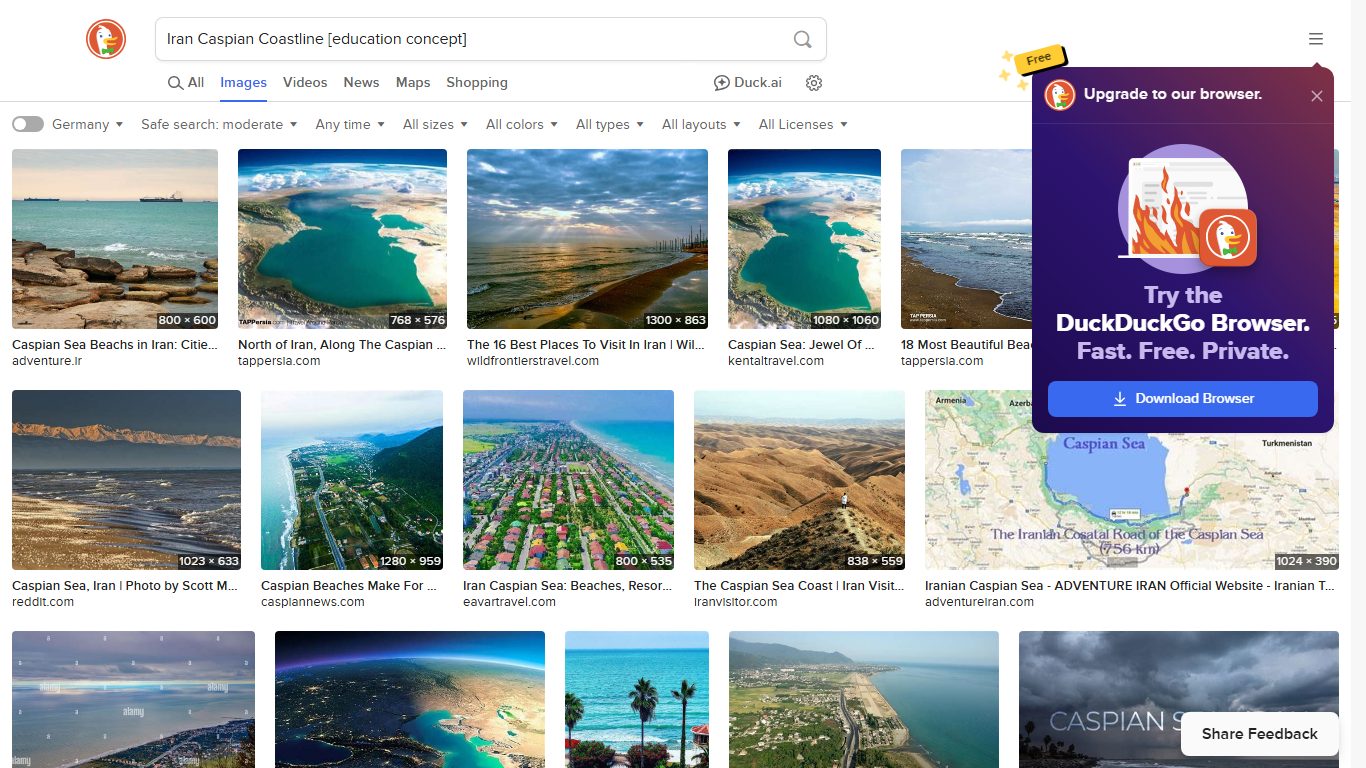 Iran Caspian Coastline [education concept]
All
Images
Videos
News
Maps
Shopping
Duck.ai
Free
Upgrade to our browser.
Germany
Safe search: moderate
Any time
All sizes
All colors
All types
All layouts
All Licenses
Try the
DuckDuckGo Browser.
Fast. Free. Private.
Download Browser
800 × 600
TAPPersia
768 × 576
1300 × 863
1080 × 1060
TAP PERSIA
Caspian Sea Beachs in Iran: Citie...
adventure.ir
North of Iran, Along The Caspian ...
tappersia.com
The 16 Best Places To Visit In Iran | Wil...
wildfrontierstravel.com
Caspian Sea: Jewel Of ...
kentaltravel.com
18 Most Beautiful Bea
tappersia.com
1023 × 633
1280 × 959
800 × 535
838 × 559
Armenia
Azerba
Turkmenistan
Caspian Sea
The Iranian Cosatal Road of the Caspian Sea
(756 Km)
1024 × 390
Caspian Sea, Iran | Photo by Scott M...
reddit.com
Caspian Beaches Make For ...
caspiannews.com
Iran Caspian Sea: Beaches, Resor...
eavartravel.com
The Caspian Sea Coast | Iran Visit...
iranvisitor.com
Iranian Caspian Sea - ADVENTURE IRAN Official Website - Iranian T...
adventureiran.com
a a a a
alamy alamy
alamy
alamy
CASPIAN S
Share Feedback